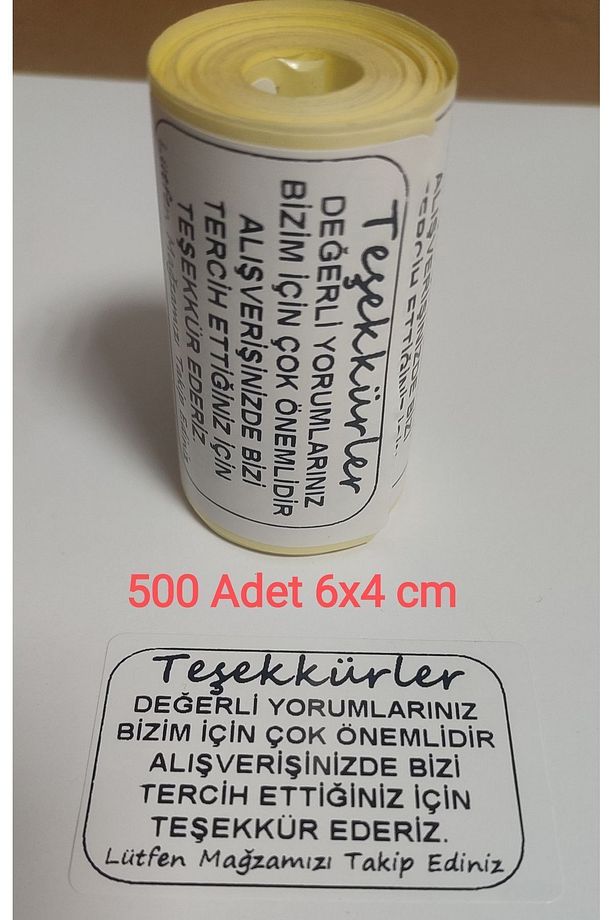 Teşekkürler
DEĞERLİ YORUMLARINIZ
BİZİM İÇİN ÇOK ÖNEMLİDİR
ALIŞVERİŞİNİZDE BİZİ
TERCİH ETTİĞİNİZ İÇİN
TEŞEKKÜR EDERİZ.
500 Adet 6x4 cm
Teşekkürler
DEĞERLİ YORUMLARINIZ
BİZİM İÇİN ÇOK ÖNEMLİDİR
ALIŞVERİŞİNİZDE BİZİ
TERCİH ETTİĞİNİZ İÇİN
TEŞEKKÜR EDERİZ.
Lütfen Mağzamızı Takip Ediniz